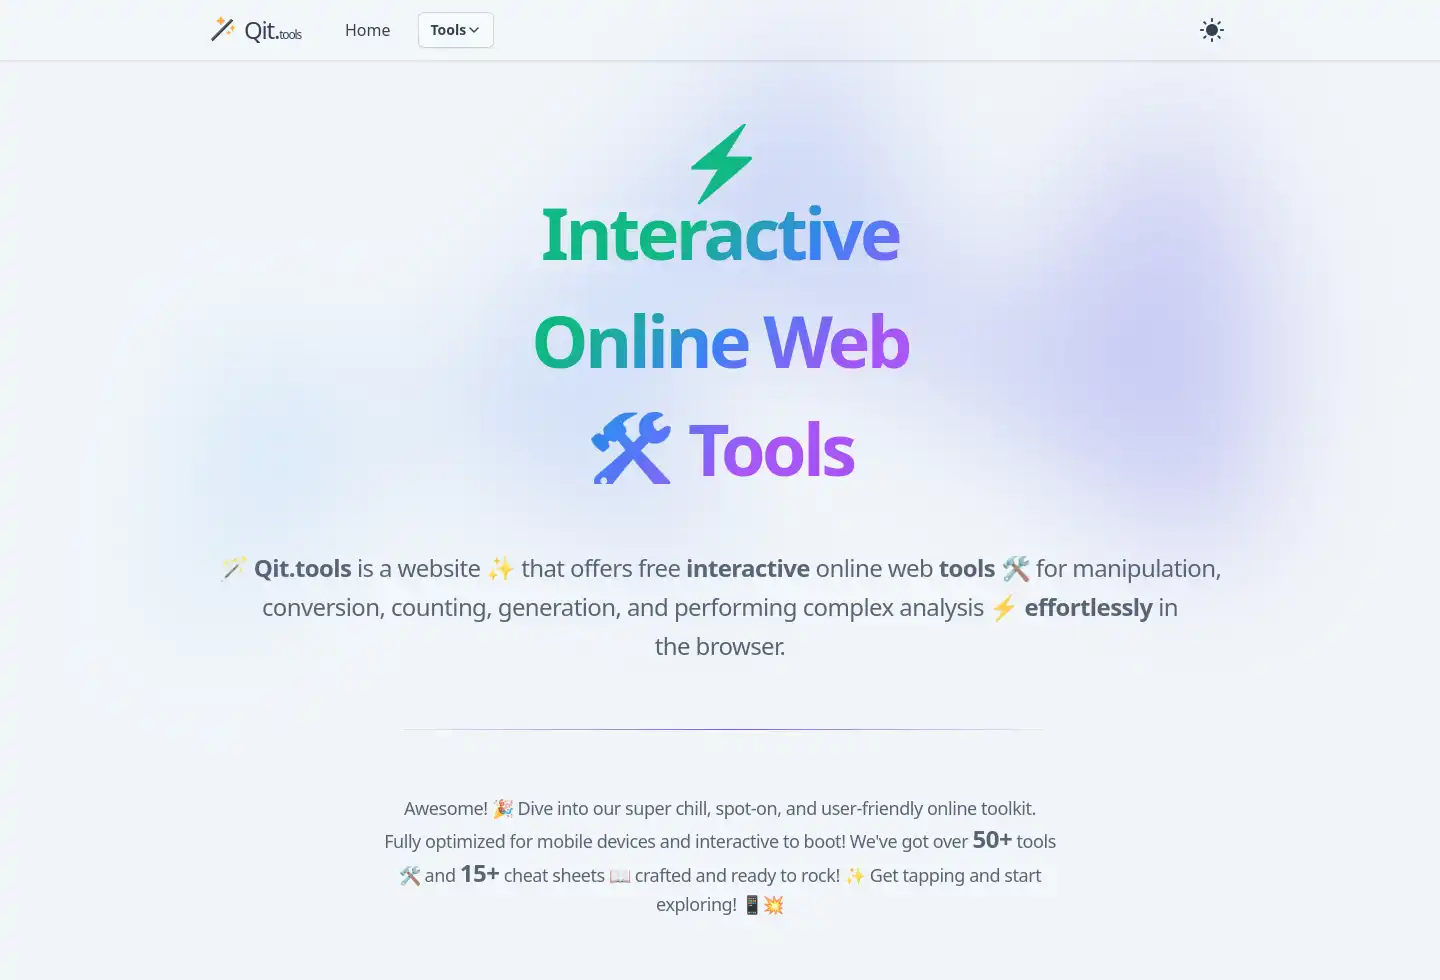 Qit.tools
Home
Tools
⚡
Interactive
Online Web
🛠 Tools
🪄 Qit.tools is a website ✨ that offers free interactive online web tools 🛠️ for manipulation,
conversion, counting, generation, and performing complex analysis ⚡ effortlessly in
the browser.
Awesome! 🎉 Dive into our super chill, spot-on, and user-friendly online toolkit.
Fully optimized for mobile devices and interactive to boot! We've got over 50+ tools
🛠️ and 15+ cheat sheets 📖 crafted and ready to rock! ✨ Get tapping and start
exploring! 📱💥